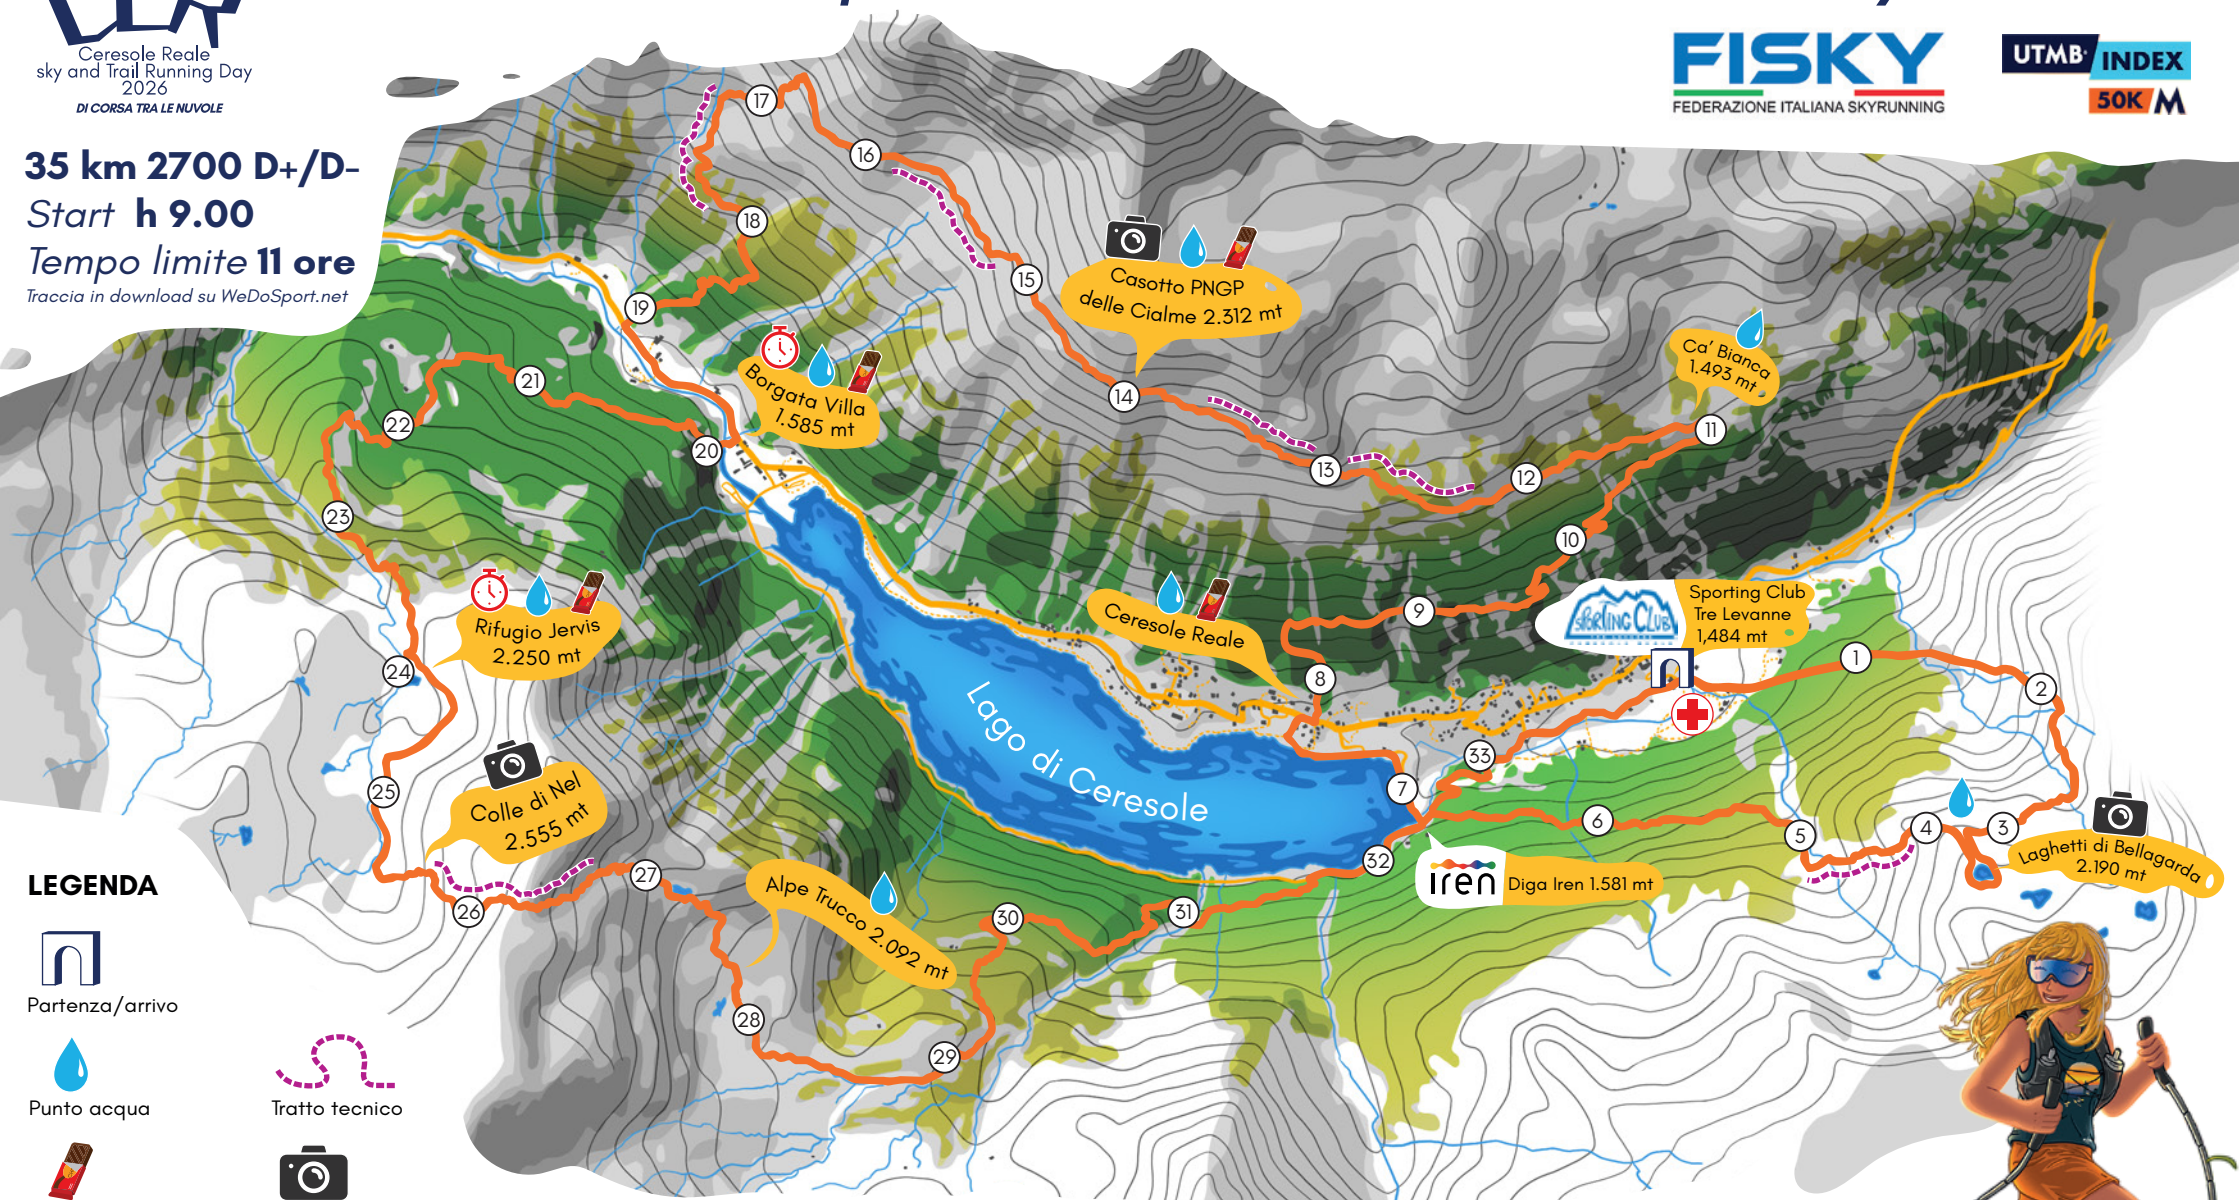 Ceresole Reale
sky and Trail Running Day
2026
DI CORSA TRA LE NUVOLE
FISKY
FEDERAZIONE ITALIANA SKYRUNNING
UTMB® INDEX
50K M
35 km 2700 D+/D-
Start h 9.00
Tempo limite 11 ore
Traccia in download su WeDoSport.net
17
16
18
15
19
Casotto PNGP
delle Cialme 2.312 mt
Ca' Bianca
1.493 mt
Borgata Villa
1.585 mt
21
14
22
20
13
12
11
23
10
Rifugio Jervis
2.250 mt
24
Ceresole Reale
9
8
SPORTING CLUB
Sporting Club
Tre Levanne
1,484 mt
1
2
Lago di Ceresole
33
7
25
Colle di Nel
2.555 mt
6
5
4
3
Laghetti di Bellagarda
2.190 mt
32
iren
Diga Iren 1.581 mt
27
26
Alpe Trucco 2.092 mt
30
31
28
29
LEGENDA
Partenza/arrivo
Punto acqua
Tratto tecnico